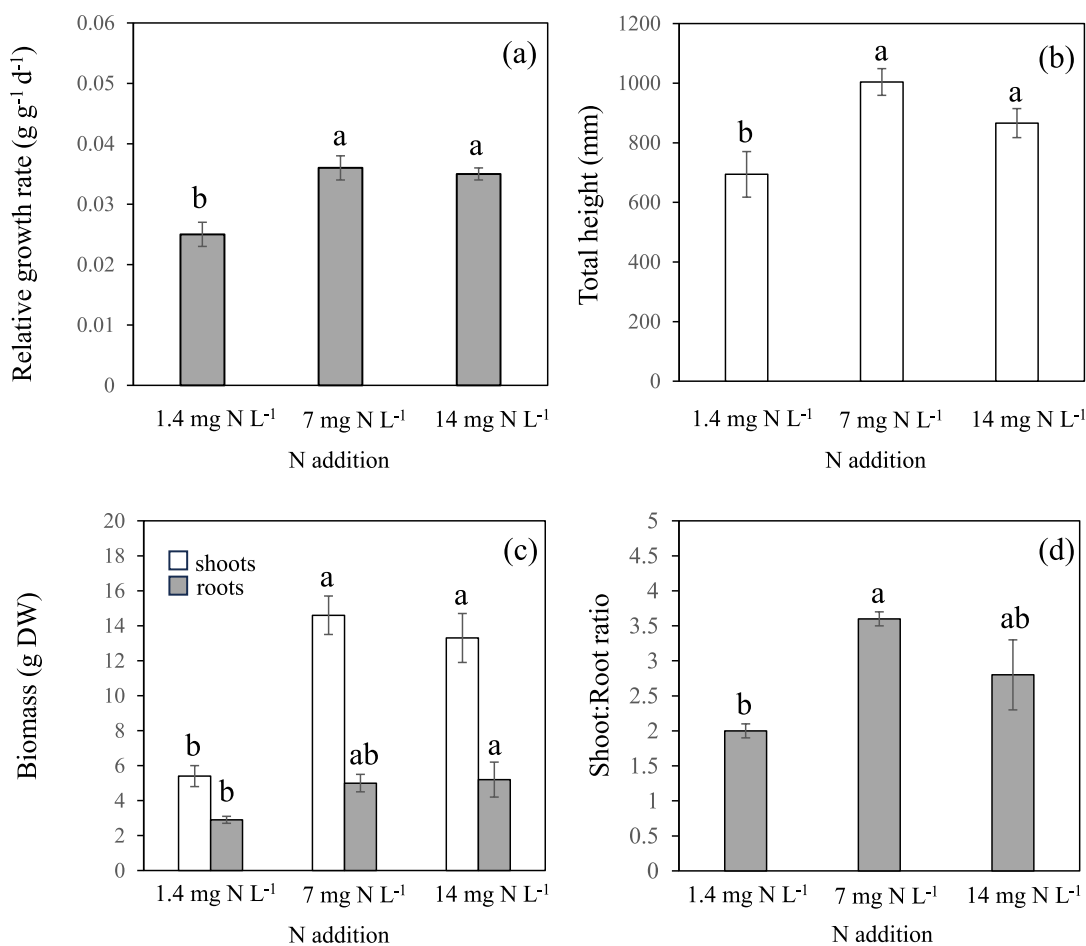 (a)
Relative growth rate (g g⁻¹ d⁻¹)
0.06
0.05
0.04
0.03
0.02
0.01
0
b
a
a
1.4 mg N L⁻¹
7 mg N L⁻¹
14 mg N L⁻¹
N addition
(b)
Total height (mm)
1200
1000
800
600
400
200
0
b
a
a
1.4 mg N L⁻¹
7 mg N L⁻¹
14 mg N L⁻¹
N addition
(c)
Biomass (g DW)
20
18
16
14
12
10
8
6
4
2
0
shoots
roots
b
b
a
ab
a
a
1.4 mg N L⁻¹
7 mg N L⁻¹
14 mg N L⁻¹
N addition
(d)
Shoot:Root ratio
5
4.5
4
3.5
3
2.5
2
1.5
1
0.5
0
b
a
ab
1.4 mg N L⁻¹
7 mg N L⁻¹
14 mg N L⁻¹
N addition